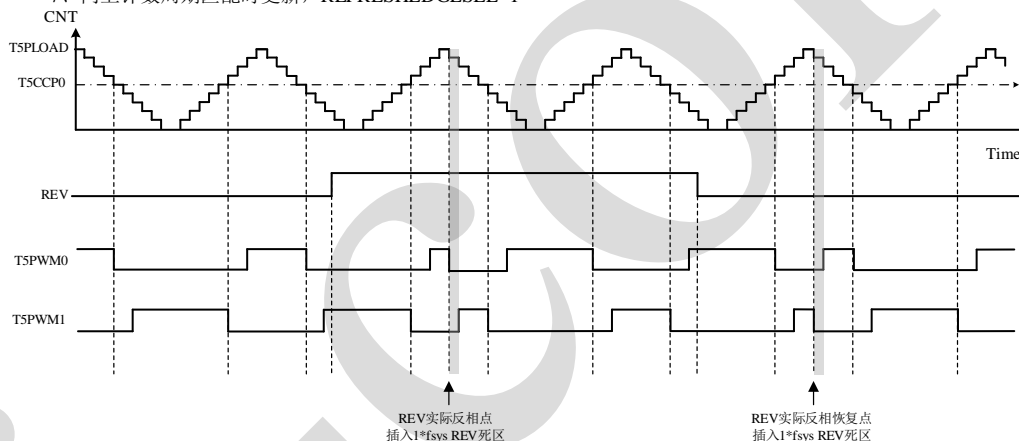 CNT
T5PLOAD
T5CCP0
Time
REV
T5PWM0
T5PWM1
REV实际反相点
插入1*fsys REV死区
REV实际反相恢复点
插入1*fsys REV死区